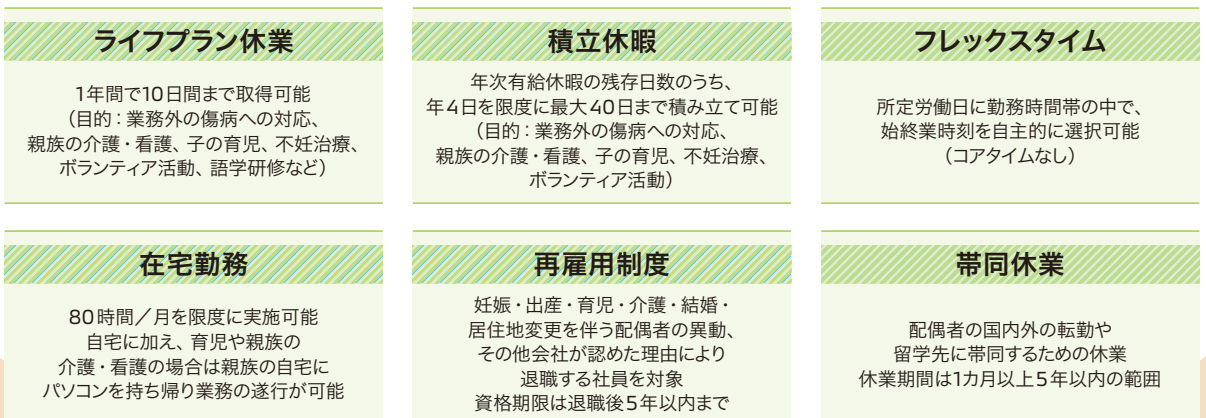 ライフプラン休業
1年間で10日間まで取得可能
(目的：業務外の傷病への対応、
親族の介護・看護、子の育児、不妊治療、
ボランティア活動、語学研修など)
積立休暇
年次有給休暇の残存日数のうち、
年4日を限度に最大40日まで積み立て可能
(目的：業務外の傷病への対応、
親族の介護・看護、子の育児、不妊治療、
ボランティア活動)
フレックスタイム
所定労働日に勤務時間帯の中で、
始終業時刻を自主的に選択可能
(コアタイムなし)
在宅勤務
80時間／月を限度に実施可能
自宅に加え、育児や親族の
介護・看護の場合は親族の自宅に
パソコンを持ち帰り業務の遂行が可能
再雇用制度
妊娠・出産・育児・介護・結婚・
居住地変更を伴う配偶者の異動、
その他会社が認めた理由により
退職する社員を対象
資格期限は退職後5年以内まで
帯同休業
配偶者の国内外の転勤や
留学先に帯同するための休業
休業期間は1カ月以上5年以内の範囲